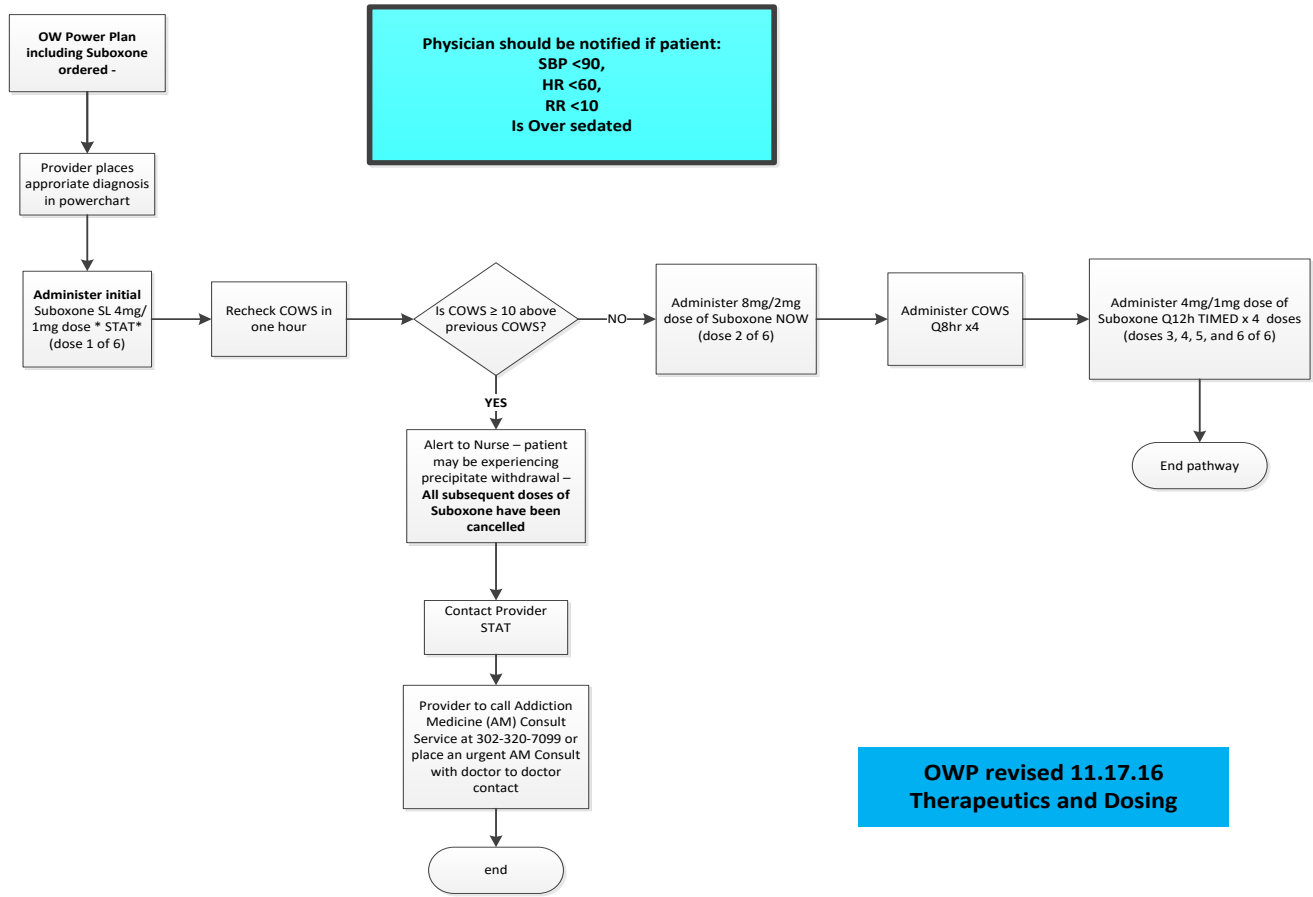 OW Power Plan
including Suboxone
ordered -
Physician should be notified if patient:
SBP <90,
HR <60,
RR <10
Is Over sedated
Provider places
approriate diagnosis
in powerchart
Administer initial
Suboxone SL 4mg/
1mg dose * STAT*
(dose 1 of 6)
Recheck COWS in
one hour
Is COWS ≥ 10 above
previous COWS?
NO
Administer 8mg/2mg
dose of Suboxone NOW
(dose 2 of 6)
Administer COWS
Q8hr x4
Administer 4mg/1mg dose of
Suboxone Q12h TIMED x 4 doses
(doses 3, 4, 5, and 6 of 6)
End pathway
YES
Alert to Nurse – patient
may be experiencing
precipitate withdrawal –
All subsequent doses of
Suboxone have been
cancelled
Contact Provider
STAT
Provider to call Addiction
Medicine (AM) Consult
Service at 302-320-7099 or
place an urgent AM Consult
with doctor to doctor
contact
end
OWP revised 11.17.16
Therapeutics and Dosing